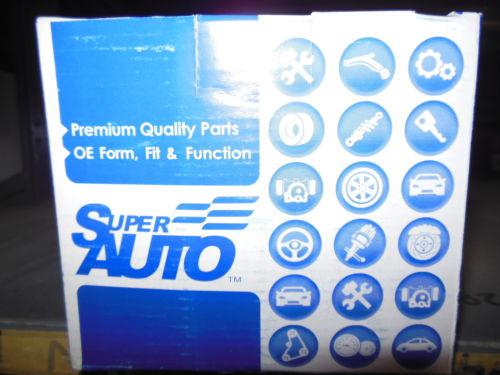 Premium Quality Parts
OE Form, Fit & Function
SUPER
AUTO
TM